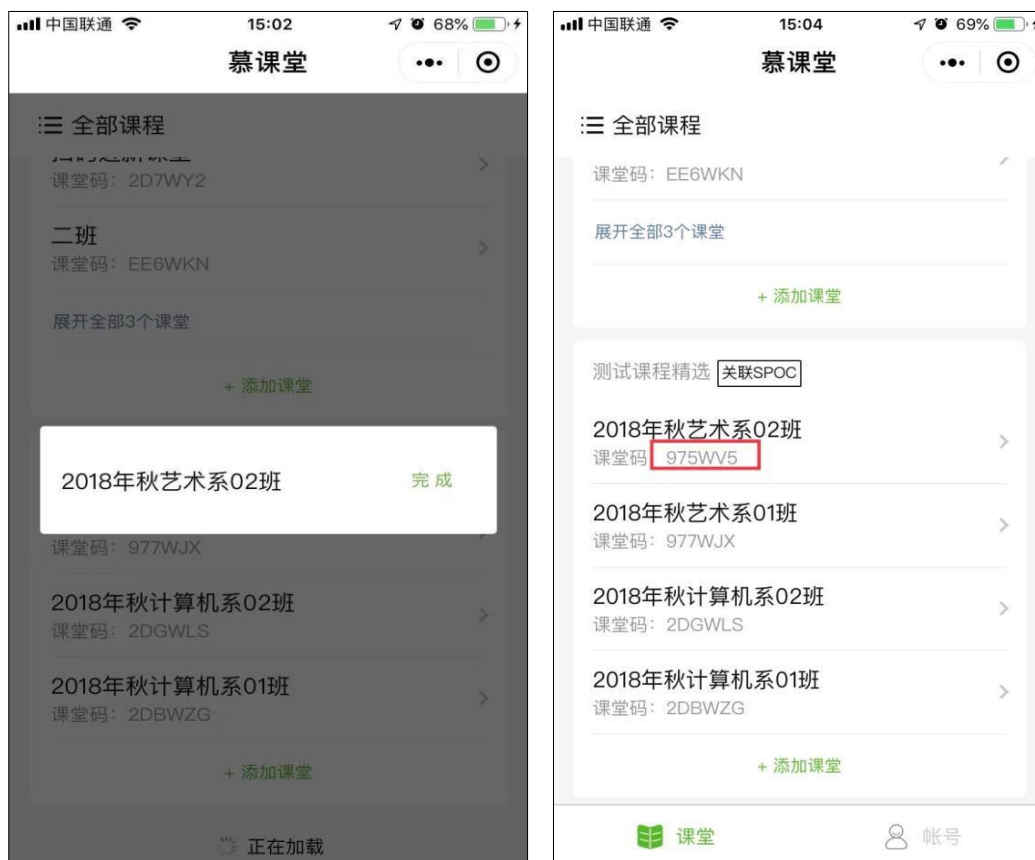 中国联通 15:02 68%
慕课堂
全部课程
课堂码：2D7WY2
二班
课堂码：EE6WKN
展开全部3个课堂
+ 添加课堂
2018年秋艺术系02班 完成
课堂码：977WJX
2018年秋计算机系02班
课堂码：2DGWLS
2018年秋计算机系01班
课堂码：2DBWZG
+ 添加课堂
正在加载
中国联通 15:04 69%
慕课堂
全部课程
课堂码：EE6WKN
展开全部3个课堂
+ 添加课堂
测试课程精选 关联SPOC
2018年秋艺术系02班
课堂码 975WV5
2018年秋艺术系01班
课堂码：977WJX
2018年秋计算机系02班
课堂码：2DGWLS
2018年秋计算机系01班
课堂码：2DBWZG
+ 添加课堂
课堂 帐号